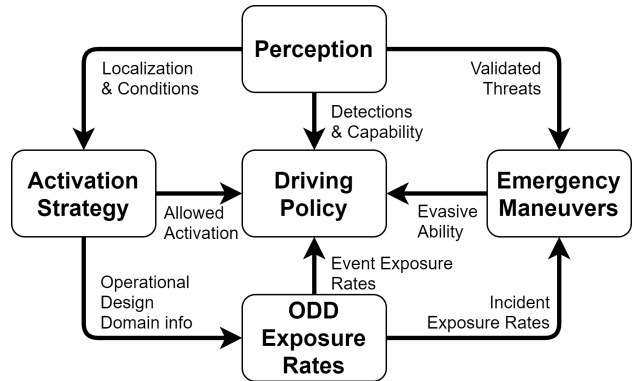 Perception
Localization
& Conditions
Validated
Threats
Detections
& Capability
Activation
Strategy
Allowed
Activation
Driving
Policy
Evasive
Ability
Emergency
Maneuvers
Operational
Design
Domain info
Event Exposure
Rates
Incident
Exposure Rates
ODD
Exposure
Rates